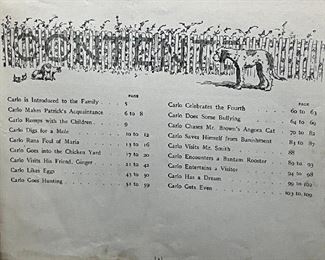 CONTENTS
PAGE
Carlo is Introduced to the Family . . 5
Carlo Makes Patrick's Acquaintance 6 to 8
Carlo Romps with the Children . . 9
Carlo Digs for a Mole 10 to 12
Carlo Runs Foul of Maria 13 to 16
Carlo Goes into the Chicken Yard 17 to 20
Carlo Visits His Friend, Ginger 21 to
Carlo Likes Eggs to 50
Carlo Goes Hunting 51 to 59
PAGE
Carlo Celebrates the Fourth 60 to 63
Carlo Does Some Bullying 64 to 69
Carlo Chases Mr. Brown's Angora Cat 70 to 82
Carlo Saves Himself from Banishment 83 to 87
Carlo Visits Mr. Smith 88
Carlo Encounters a Bantam Rooster 89 to 93
Carlo Entertains a Visitor 94 to 98
Carlo Has a Dream 99 to 102
Carlo Gets Even 103 to 109